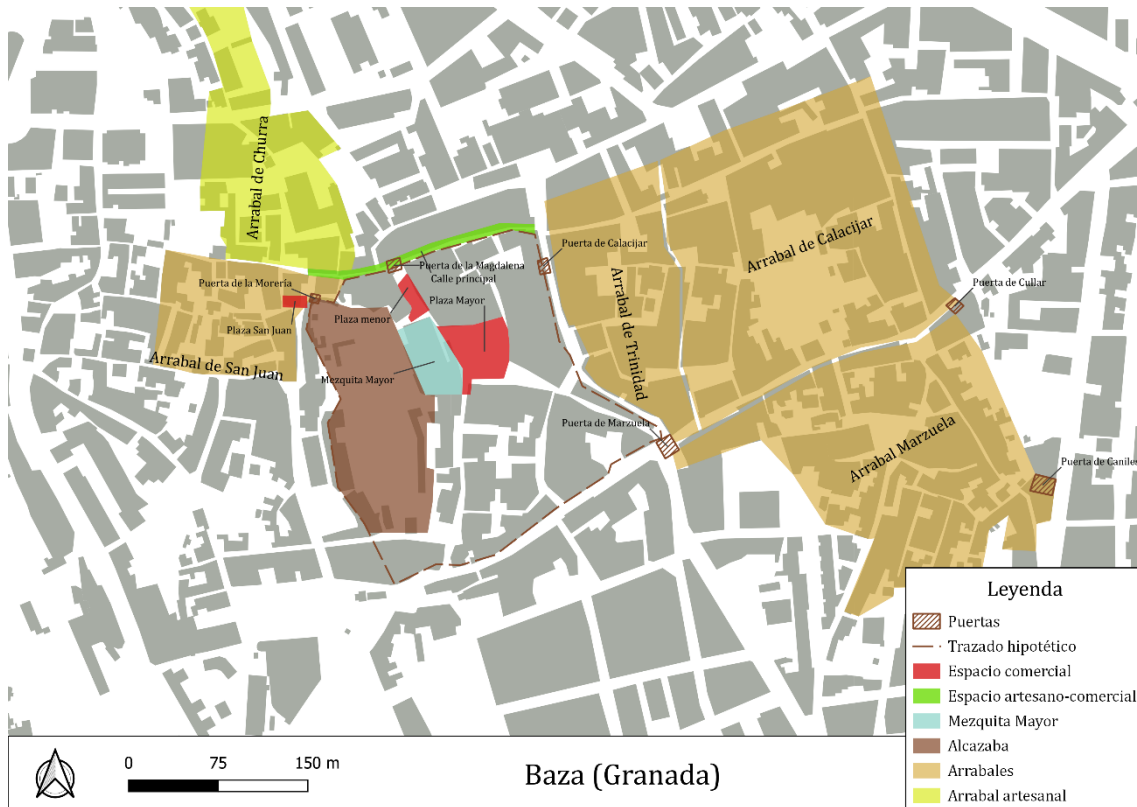 Arrabal de Churra
Puerta de Calacijar
Arrabal de Calacijar
Puerta de la Magdalena
Calle principal
Puerta de la Morería
Puerta de Cullar
Plaza Mayor
Plaza menor
Plaza San Juan
Arrabal de Trinidad
Arrabal de San Juan
Mezquita Mayor
Puerta de Marzuela
Arrabal Marzuela
Puerta de Caniles
Leyenda
Puertas
Trazado hipotético
Espacio comercial
Espacio artesano-comercial
Mezquita Mayor
Alcazaba
Arrabales
Arrabal artesanal
0 75 150 m
Baza (Granada)